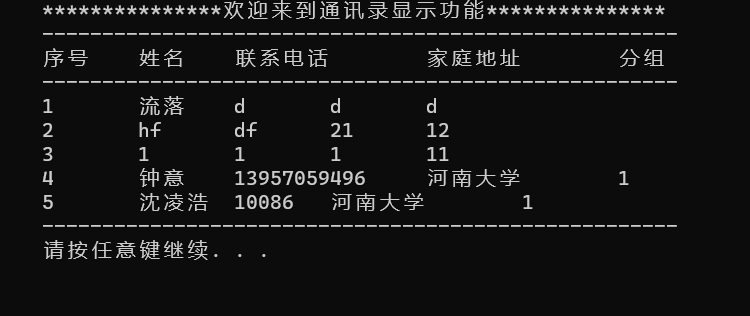 ***************欢迎来到通讯录显示功能***************
-----------------------------------------------------
序号    姓名    联系电话        家庭地址        分组
-----------------------------------------------------
1       流落    d       d       d
2       hf      df      21      12
3       1       1       1       11
4       钟意    13957059496     河南大学        1
5       沈凌浩  10086   河南大学        1
-----------------------------------------------------
请按任意键继续. . .